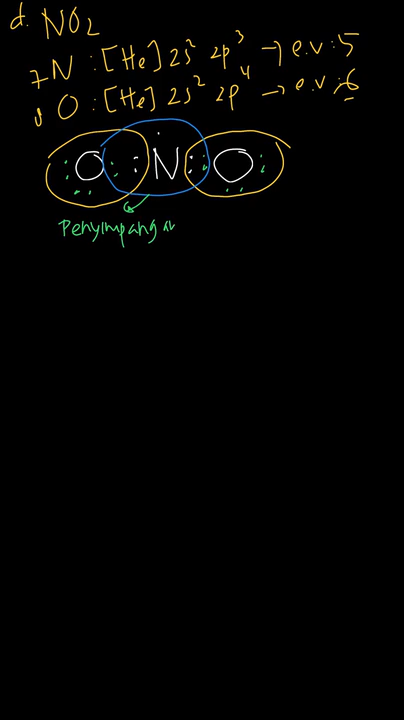 d. NO2
7N : [He] 2s² 2p³ → e.v : 5
8O : [He] 2s² 2p⁴ → e.v : 6
O N O
Penyimpangan